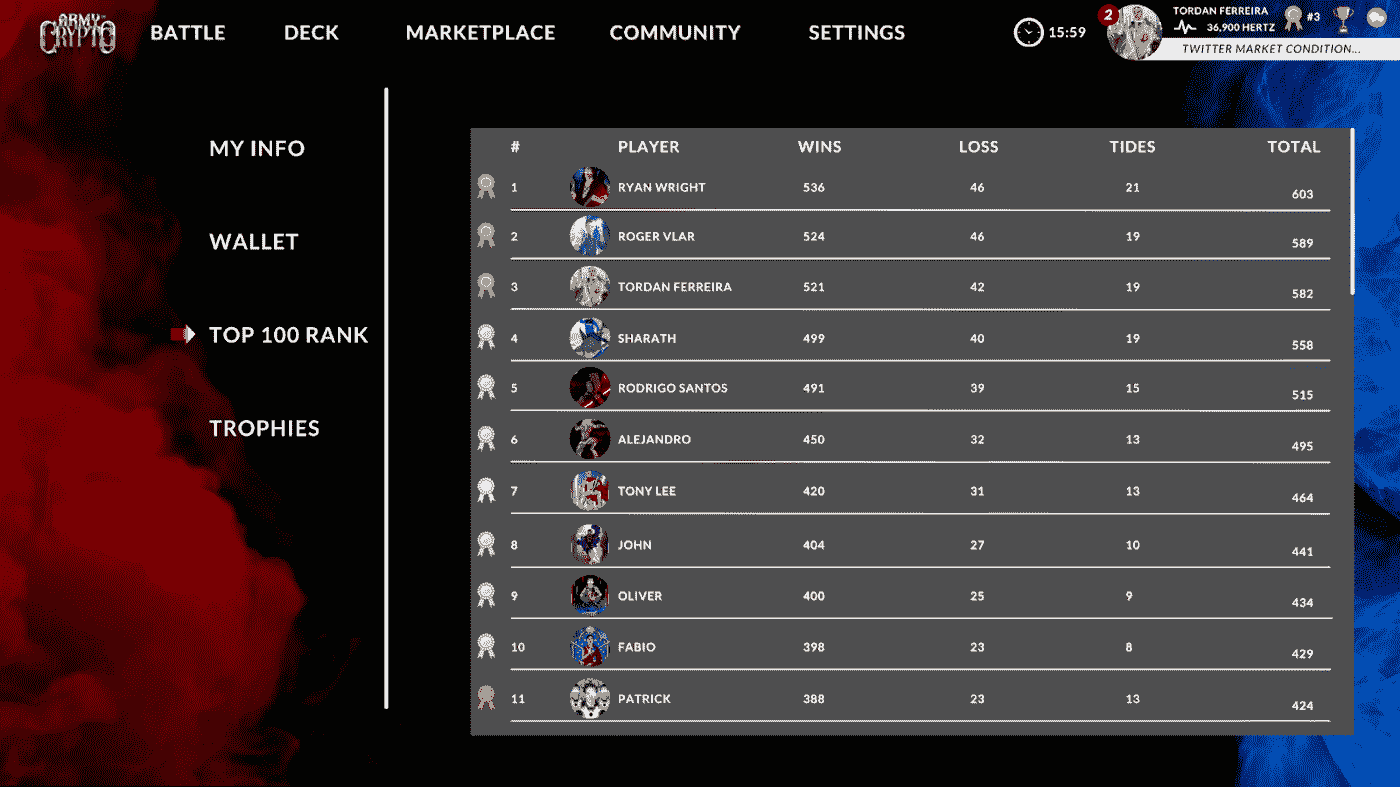 ARMY CRYPTO
BATTLE DECK MARKETPLACE COMMUNITY SETTINGS
15:59
2
TORDAN FERREIRA
36,900 HERTZ
#3
TWITTER MARKET CONDITION...
MY INFO
WALLET
TOP 100 RANK
TROPHIES
# PLAYER WINS LOSS TIDES TOTAL
1 RYAN WRIGHT 536 46 21 603
2 ROGER VLAR 524 46 19 589
3 TORDAN FERREIRA 521 42 19 582
4 SHARATH 499 40 19 558
5 RODRIGO SANTOS 491 39 15 515
6 ALEJANDRO 450 32 13 495
7 TONY LEE 420 31 13 464
8 JOHN 404 27 10 441
9 OLIVER 400 25 9 434
10 FABIO 398 23 8 429
11 PATRICK 388 23 13 424